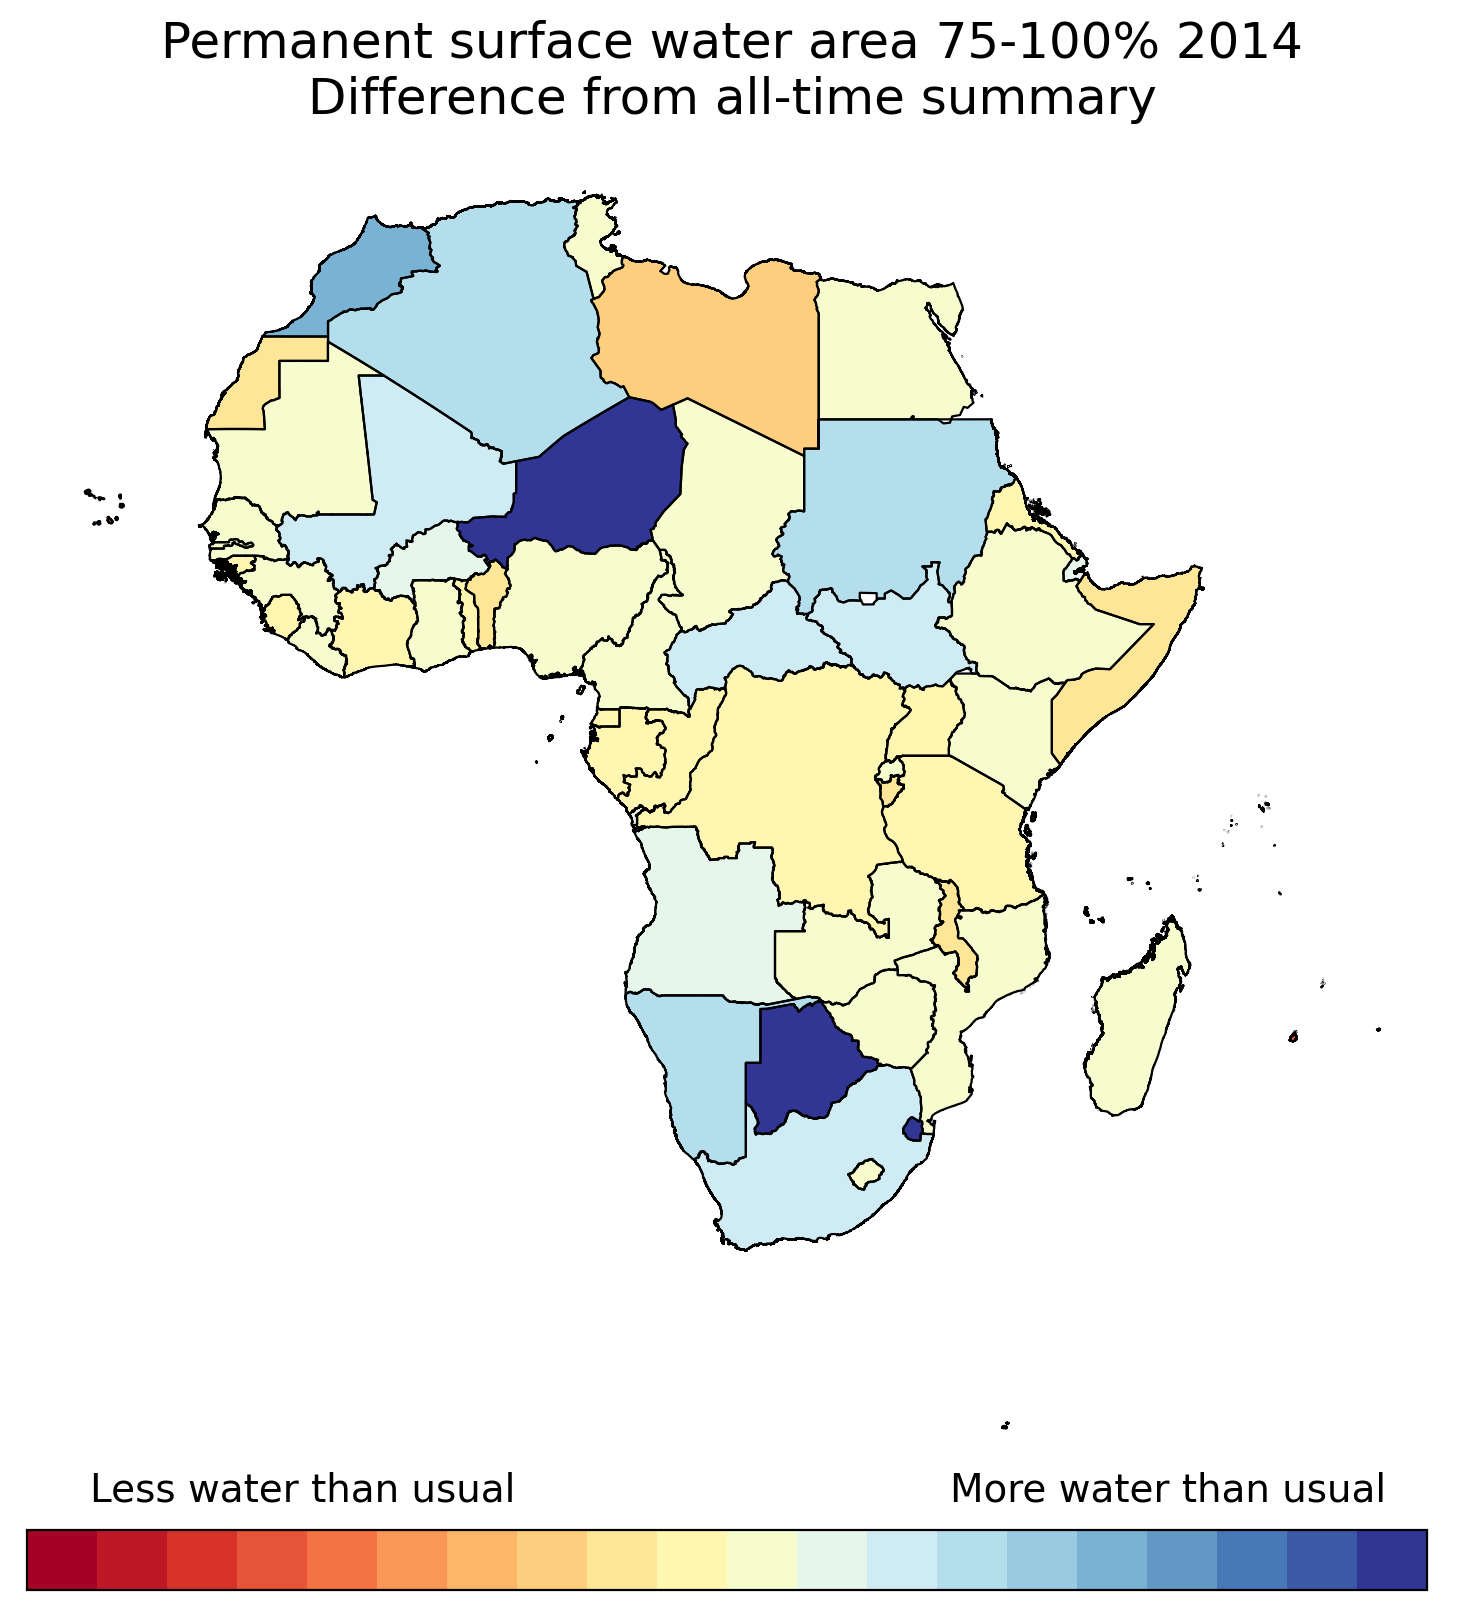 Permanent surface water area 75-100% 2014
Difference from all-time summary
Less water than usual
More water than usual